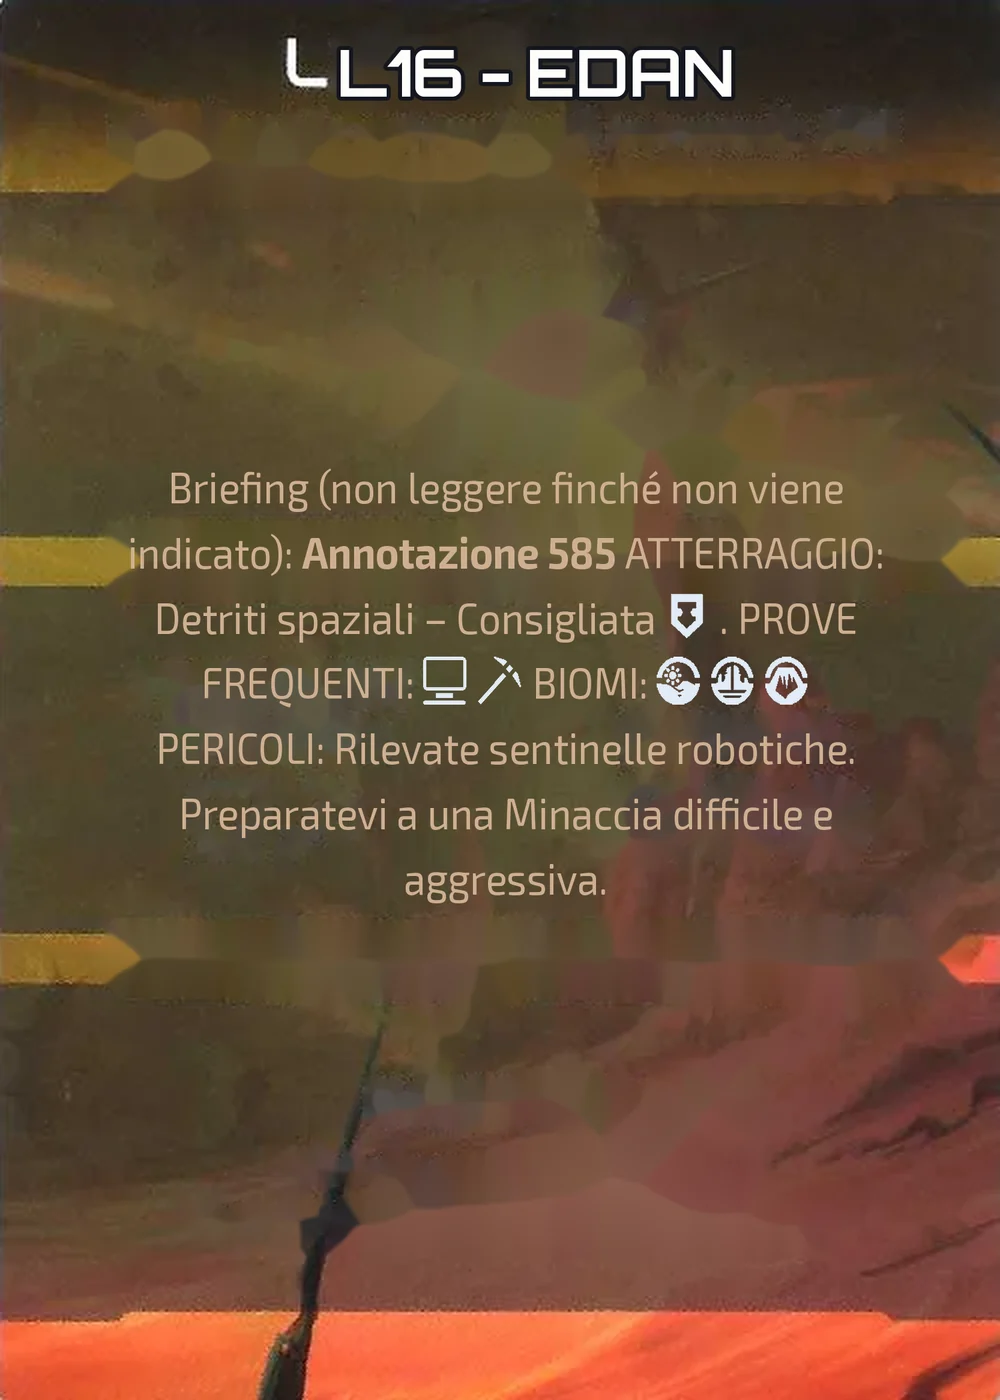 L16 - EDAN
Briefing (non leggere finché non viene
indicato): Annotazione 585 ATTERRAGGIO:
Detriti spaziali – Consigliata . PROVE
FREQUENTI: BIOMI:
PERICOLI: Rilevate sentinelle robotiche.
Preparatevi a una Minaccia difficile e
aggressiva.